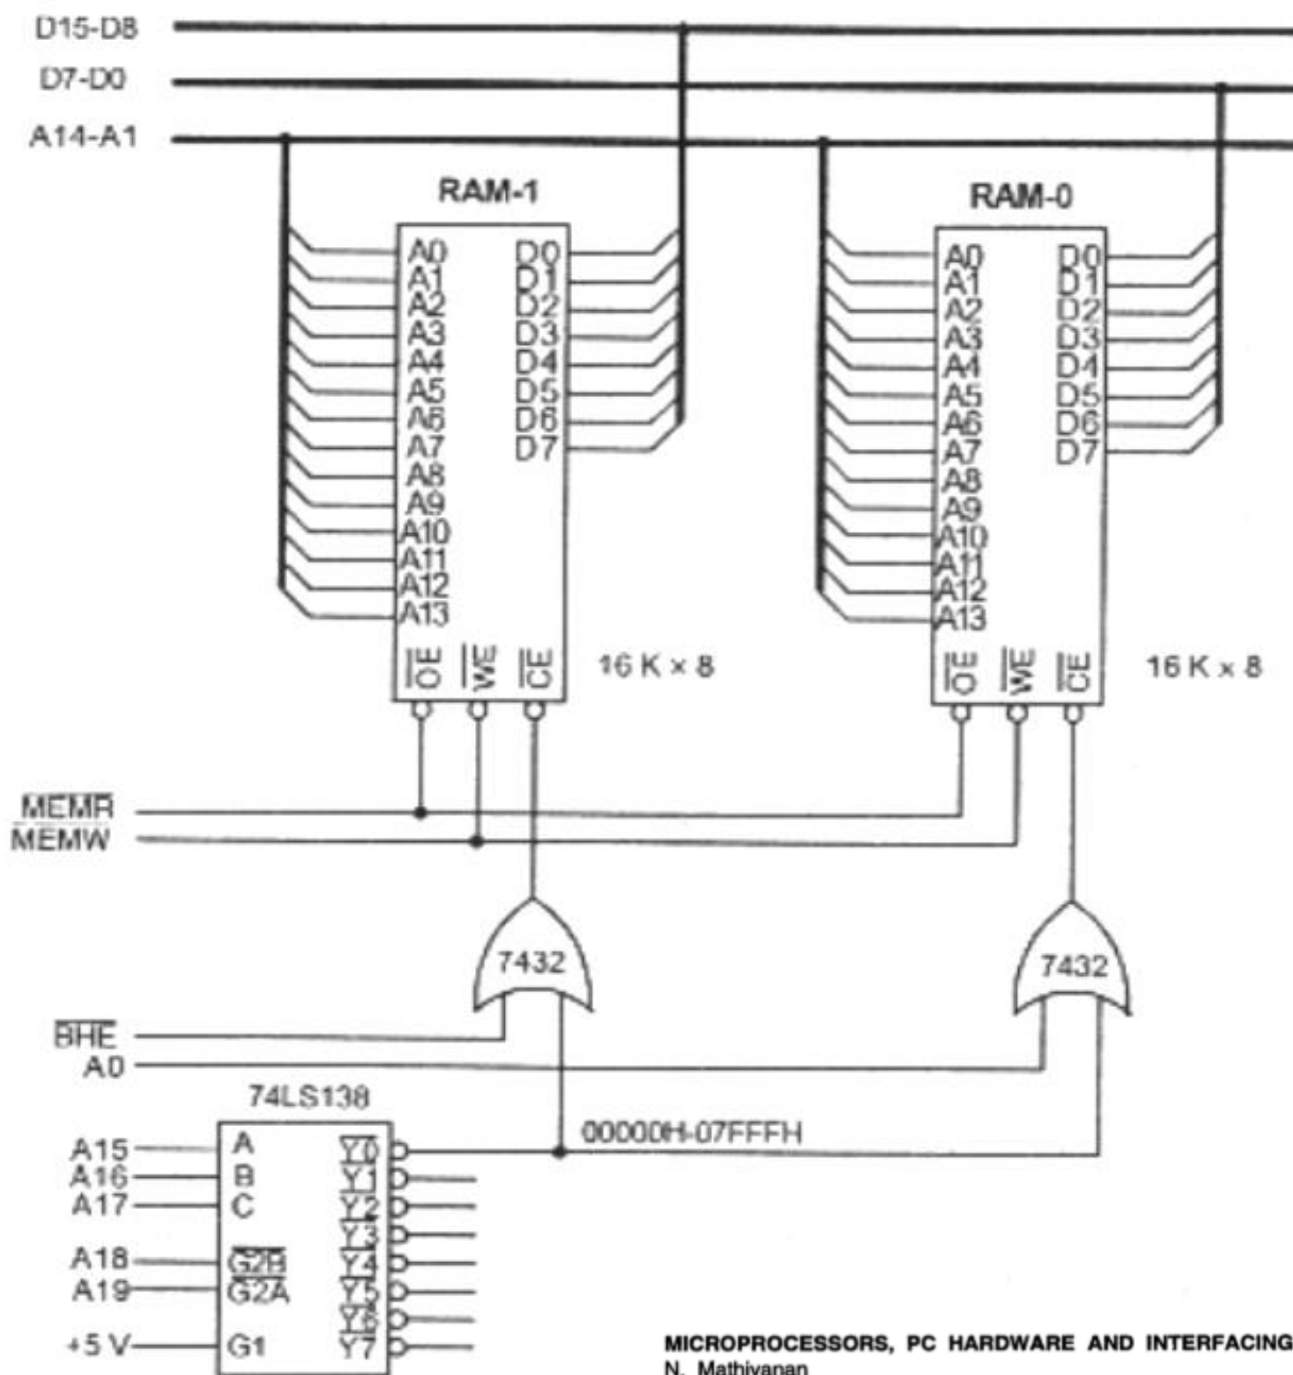 D15-D8
D7-D0
A14-A1
RAM-1
A0
A1
A2
A3
A4
A5
A6
A7
A8
A9
A10
A11
A12
A13
D0
D1
D2
D3
D4
D5
D6
D7
OE
WE
CE
16 K × 8
RAM-0
A0
A1
A2
A3
A4
A5
A6
A7
A8
A9
A10
A11
A12
A13
D0
D1
D2
D3
D4
D5
D6
D7
OE
WE
CE
16 K × 8
MEMR
MEMW
7432
7432
BHE
A0
74LS138
00000H-07FFFH
A15
A16
A17
A18
A19
+5 V
A
B
C
G2B
G2A
G1
Y0
Y1
Y2
Y3
Y4
Y5
Y6
Y7
MICROPROCESSORS, PC HARDWARE AND INTERFACING
N. Mathivanan